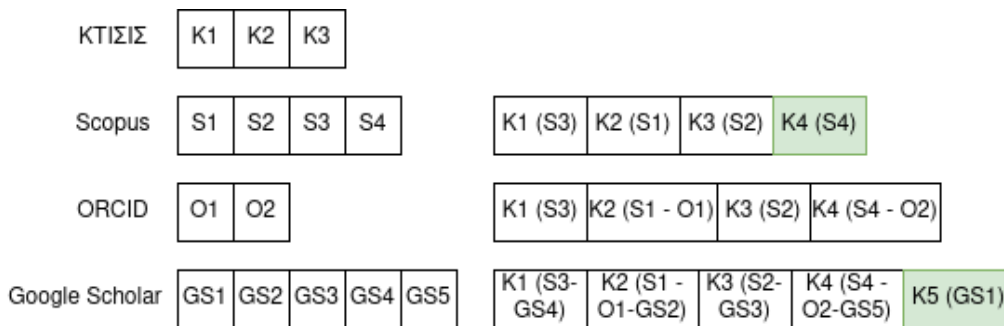 ΚΤΙΣΙΣ K1 K2 K3
Scopus S1 S2 S3 S4 K1 (S3) K2 (S1) K3 (S2) K4 (S4)
ORCID O1 O2 K1 (S3) K2 (S1 - O1) K3 (S2) K4 (S4 - O2)
Google Scholar GS1 GS2 GS3 GS4 GS5 K1 (S3- K2 (S1 - K3 (S2- K4 (S4 - K5 (GS1)
GS4) O1-GS2) GS3) O2-GS5)